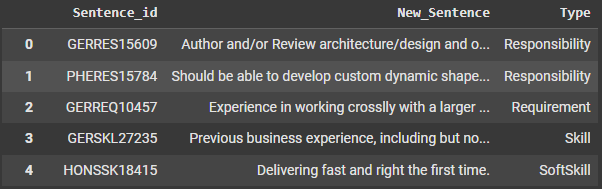 Sentence_id New_Sentence Type
0 GERRES15609 Author and/or Review architecture/design and o... Responsibility
1 PHERES15784 Should be able to develop custom dynamic shape... Responsibility
2 GERREQ10457 Experience in working crosslly with a larger ... Requirement
3 GERSKL27235 Previous business experience, including but no... Skill
4 HONSSK18415 Delivering fast and right the first time. SoftSkill